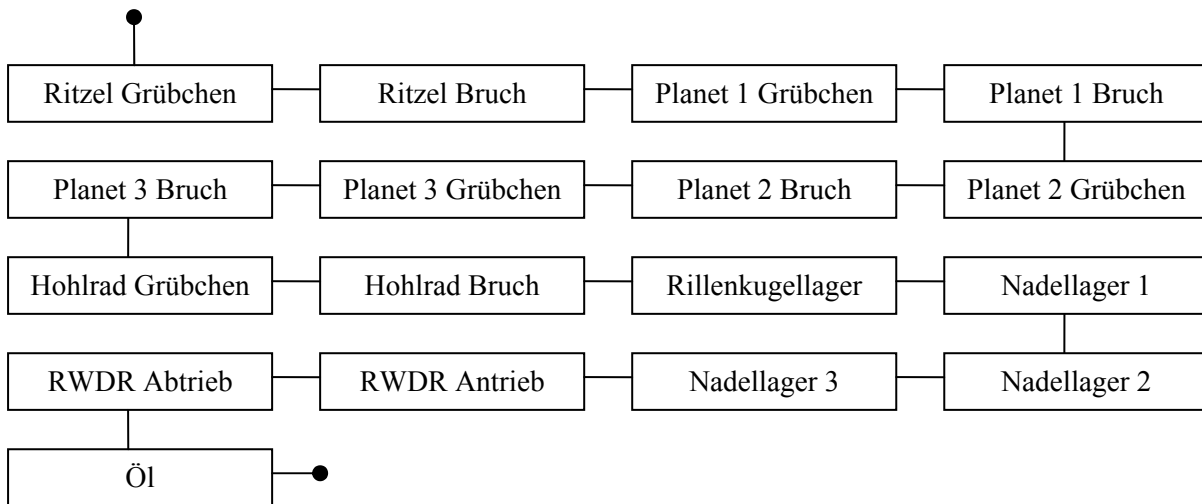 Ritzel Grübchen
Ritzel Bruch
Planet 1 Grübchen
Planet 1 Bruch
Planet 3 Bruch
Planet 3 Grübchen
Planet 2 Bruch
Planet 2 Grübchen
Hohlrad Grübchen
Hohlrad Bruch
Rillenkugellager
Nadellager 1
RWDR Abtrieb
RWDR Antrieb
Nadellager 3
Nadellager 2
Öl